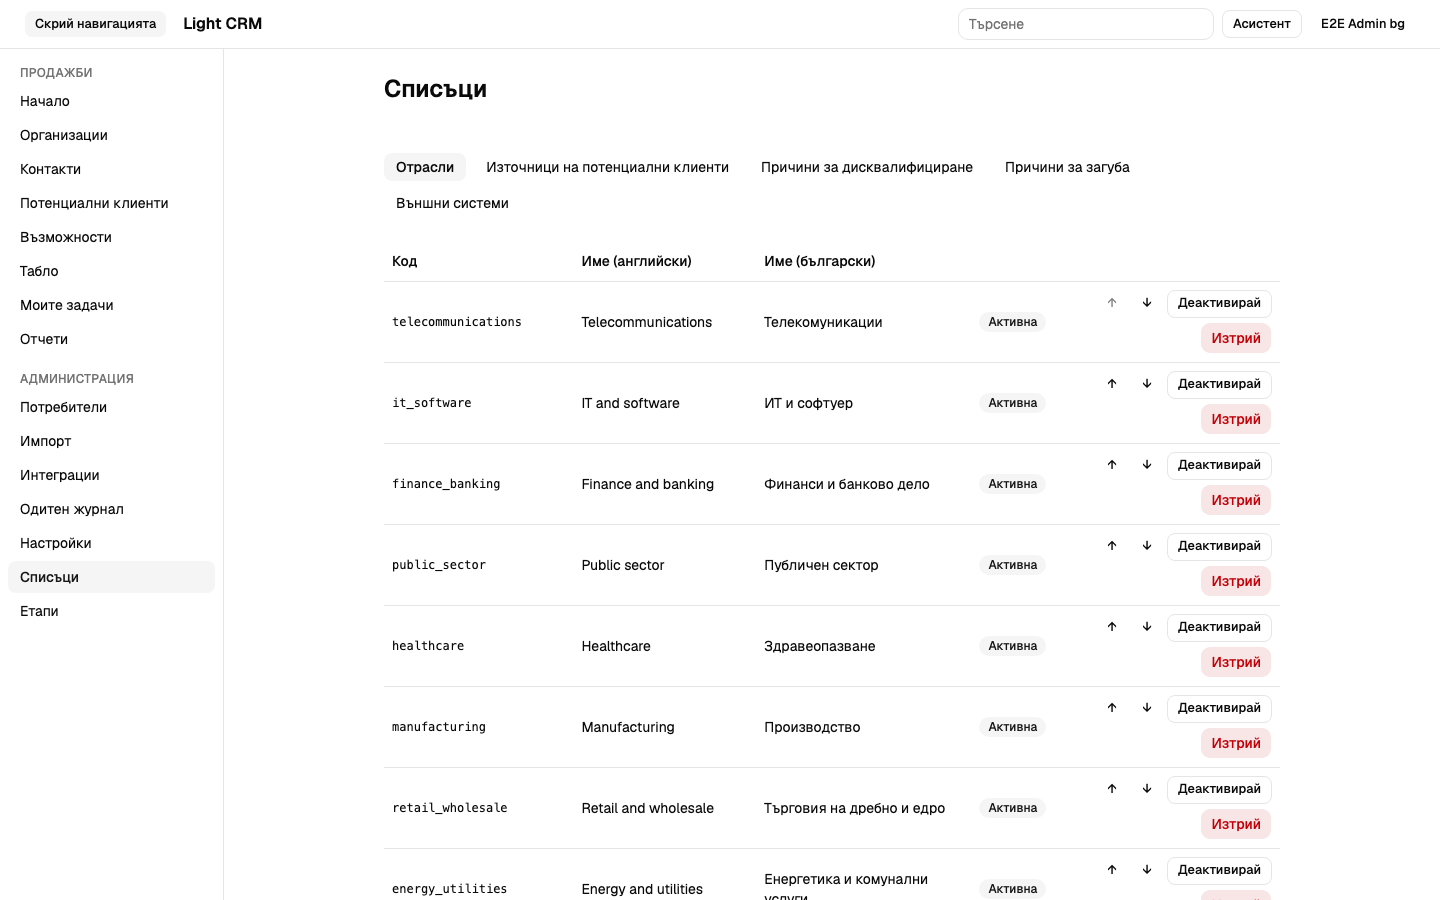 Скрий навигацията
Light CRM
Търсене
Асистент
E2E Admin bg
ПРОДАЖБИ
Начало
Организации
Контакти
Потенциални клиенти
Възможности
Табло
Моите задачи
Отчети
АДМИНИСТРАЦИЯ
Потребители
Импорт
Интеграции
Одитен журнал
Настройки
Списъци
Етапи
Списъци
Отрасли
Източници на потенциални клиенти
Причини за дисквалифициране
Причини за загуба
Външни системи
Код
Име (английски)
Име (български)
telecommunications
Telecommunications
Телекомуникации
Активна
↑
↓
Деактивирай
Изтрий
it_software
IT and software
ИТ и софтуер
Активна
↑
↓
Деактивирай
Изтрий
finance_banking
Finance and banking
Финанси и банково дело
Активна
↑
↓
Деактивирай
Изтрий
public_sector
Public sector
Публичен сектор
Активна
↑
↓
Деактивирай
Изтрий
healthcare
Healthcare
Здравеопазване
Активна
↑
↓
Деактивирай
Изтрий
manufacturing
Manufacturing
Производство
Активна
↑
↓
Деактивирай
Изтрий
retail_wholesale
Retail and wholesale
Търговия на дребно и едро
Активна
↑
↓
Деактивирай
Изтрий
energy_utilities
Energy and utilities
Енергетика и комунални
услуги
Активна
↑
↓
Деактивирай